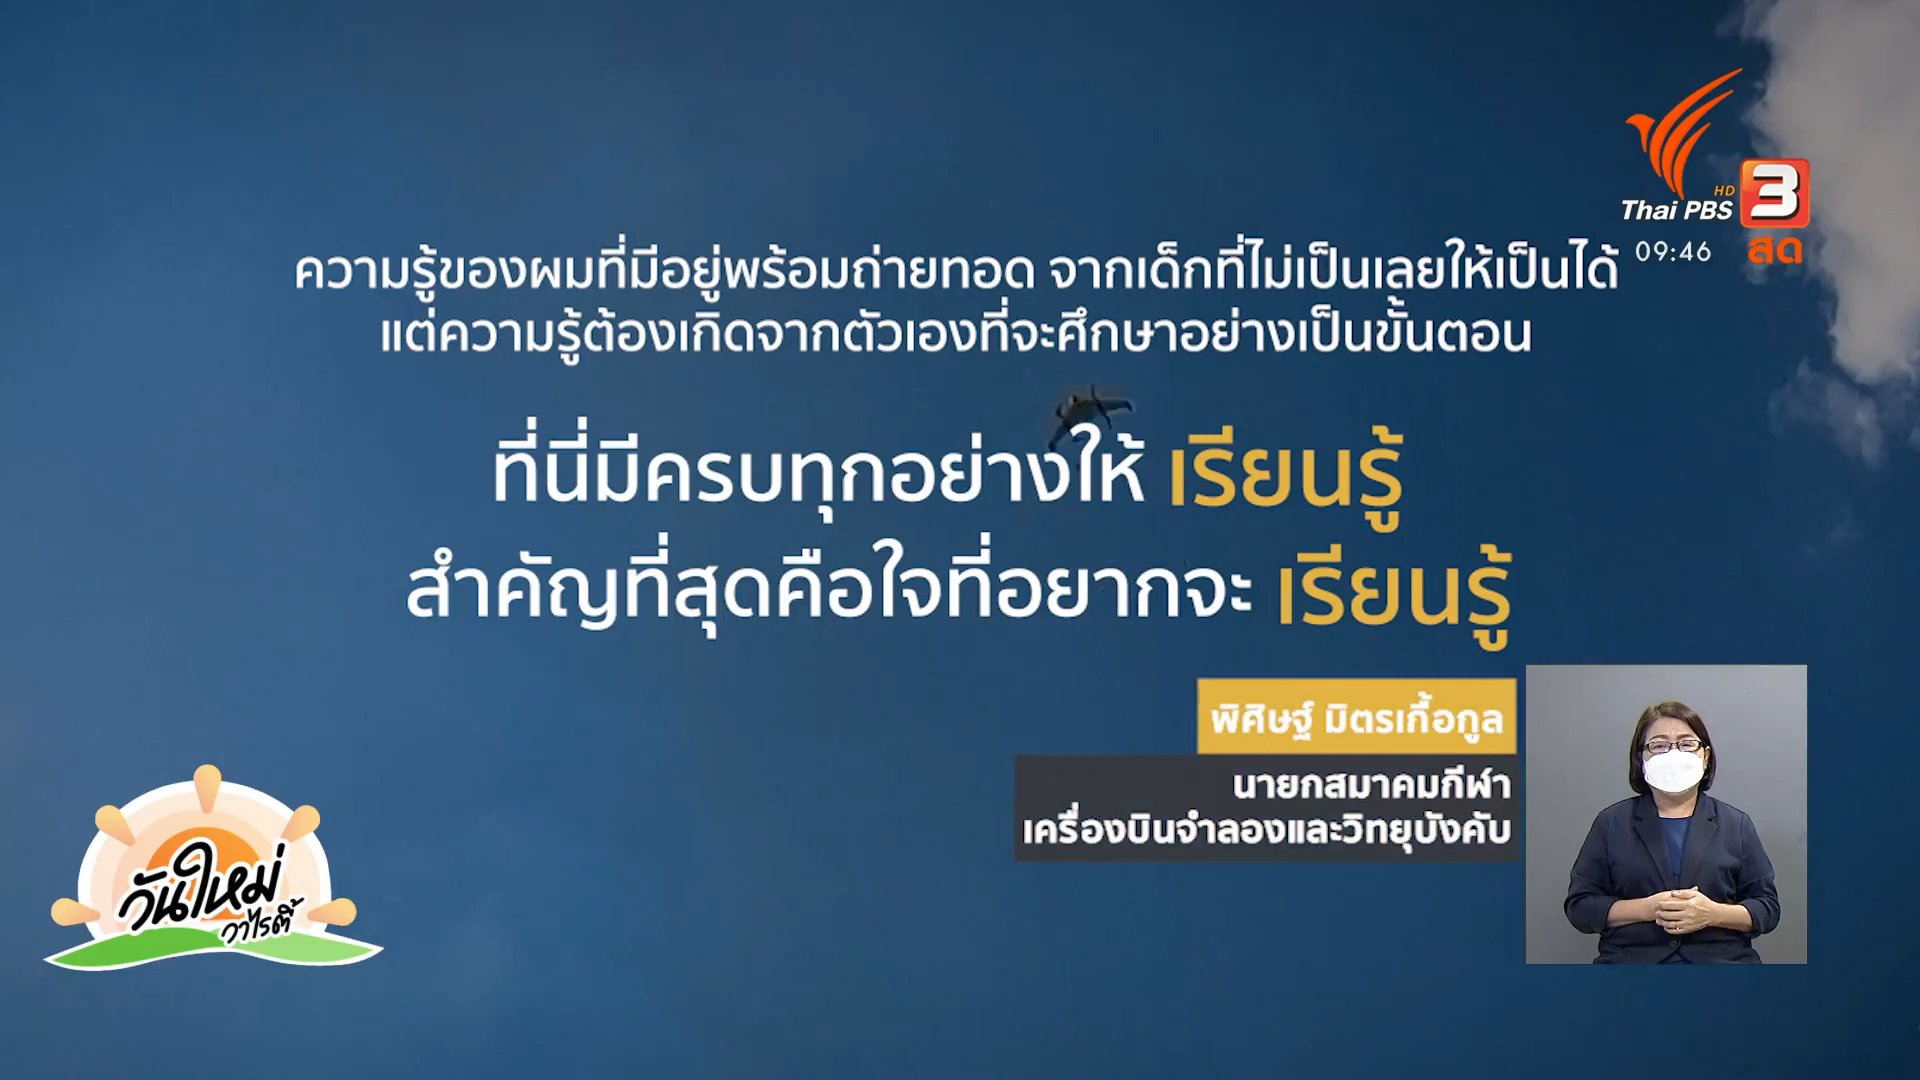 HD
Thai PBS 3
09:46 สด
ความรู้ของผมที่มีอยู่พร้อมถ่ายทอด จากเด็กที่ไม่เป็นเลยให้เป็นได้
แต่ความรู้ต้องเกิดจากตัวเองที่จะศึกษาอย่างเป็นขั้นตอน
ที่นี่มีครบทุกอย่างให้ เรียนรู้
สำคัญที่สุดคือใจที่อยากจะ เรียนรู้
พิศิษฐ์ มิตรเกื้อกูล
นายกสมาคมกีฬา
เครื่องบินจำลองและวิทยุบังคับ
วันใหม่
วาไรตี้